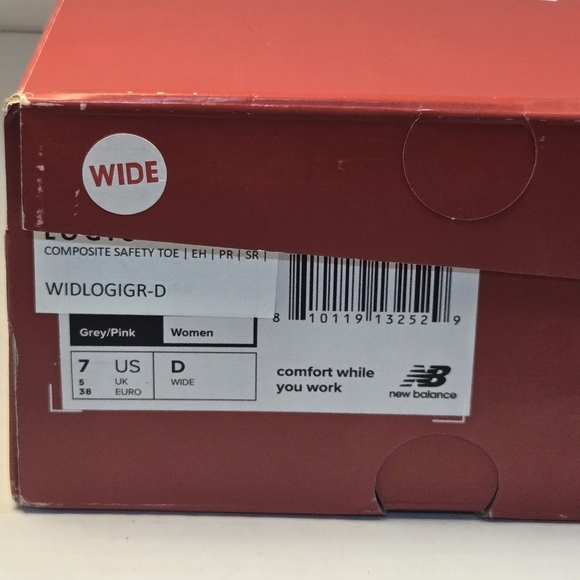 WIDE
COMPOSITE SAFETY TOE | EH | PR | SR |
WIDLOGIGR-D
8 10119 13252 9
Grey/Pink Women
7 US D
5 UK WIDE
38 EURO
comfort while
you work
NB
new balance